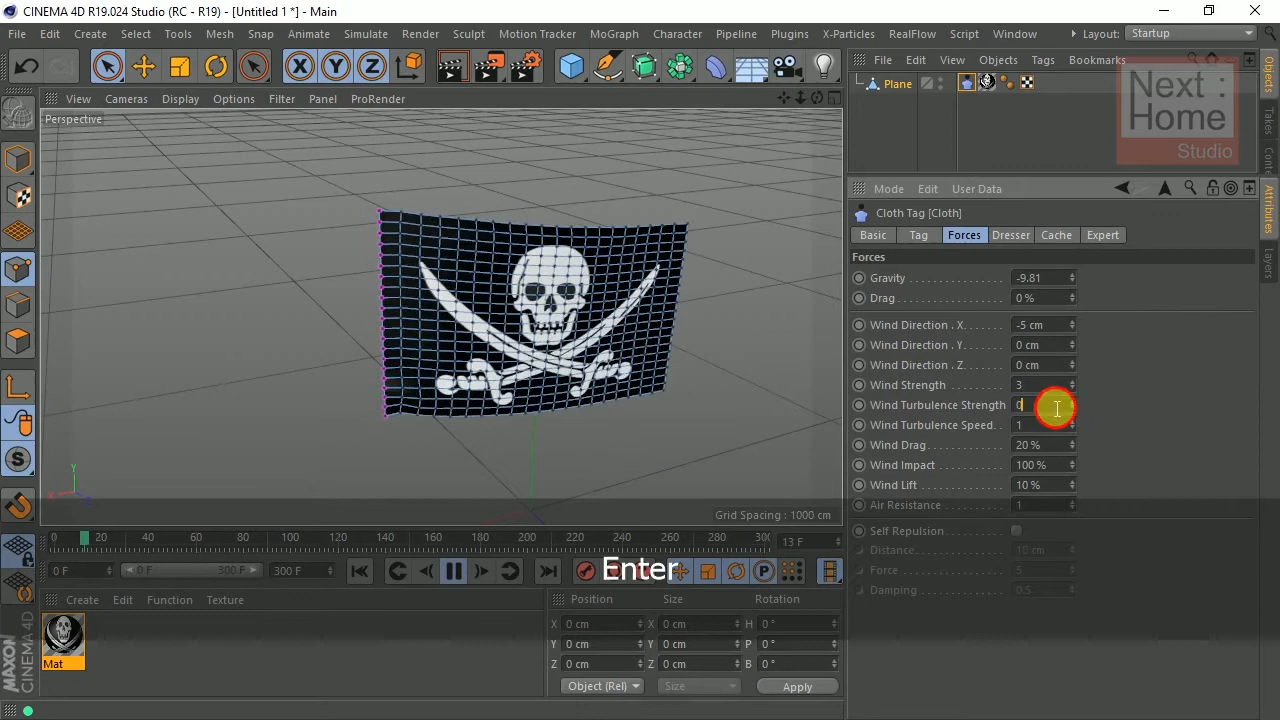 CINEMA 4D R19.024 Studio (RC - R19) - [Untitled 1 *] - Main
File Edit Create Select Tools Mesh Snap Animate Simulate Render Sculpt Motion Tracker MoGraph Character Pipeline Plugins X-Particles RealFlow Script Window Layout: Startup
X Y Z
File Edit View Objects Tags Bookmarks
Plane
Next :
Home
Studio
Objects
Takes
Attributes
Layers
View Cameras Display Options Filter Panel ProRender
Perspective
Y
X
Grid Spacing : 1000 cm
Mode Edit User Data
Cloth Tag [Cloth]
Basic Tag Forces Dresser Cache Expert
Forces
Gravity -9.81
Drag 0 %
Wind Direction . X -5 cm
Wind Direction . Y 0 cm
Wind Direction . Z 0 cm
Wind Strength 3
Wind Turbulence Strength 0
Wind Turbulence Speed 1
Wind Drag 20 %
Wind Impact 100 %
Wind Lift 10 %
Air Resistance 1
Self Repulsion
Distance 10 cm
Force 5
Damping 0.5
0 20 40 60 80 100 120 140 160 180 200 220 240 260 280 300
13 F
0 F 0 F 300 F 300 F
Enter
P
Create Edit Function Texture
Mat
Position Size Rotation
X 0 cm X 0 cm H 0 °
Y 0 cm Y 0 cm P 0 °
Z 0 cm Z 0 cm B 0 °
Object (Rel) Size Apply
MAXON
CINEMA 4D
S